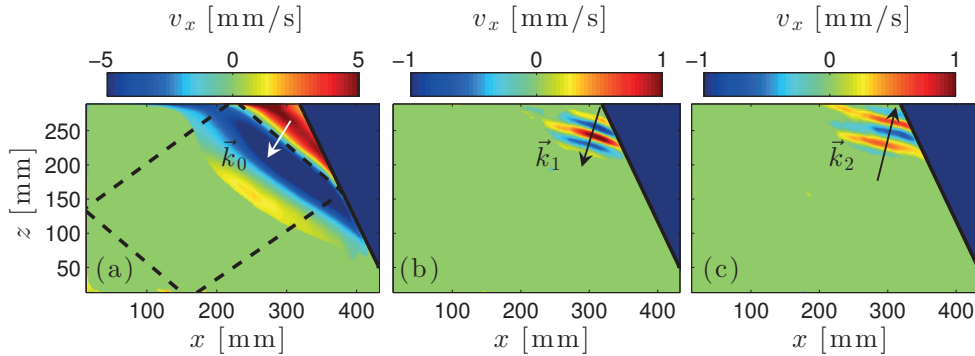 v_x [mm/s] v_x [mm/s] v_x [mm/s]
−5 0 5 −1 0 1 −1 0 1
250
200
150
100
50
z [mm]
k⃗_0 k⃗_1 k⃗_2
(a) (b) (c)
100 200 300 400 100 200 300 400 100 200 300 400
x [mm] x [mm] x [mm]